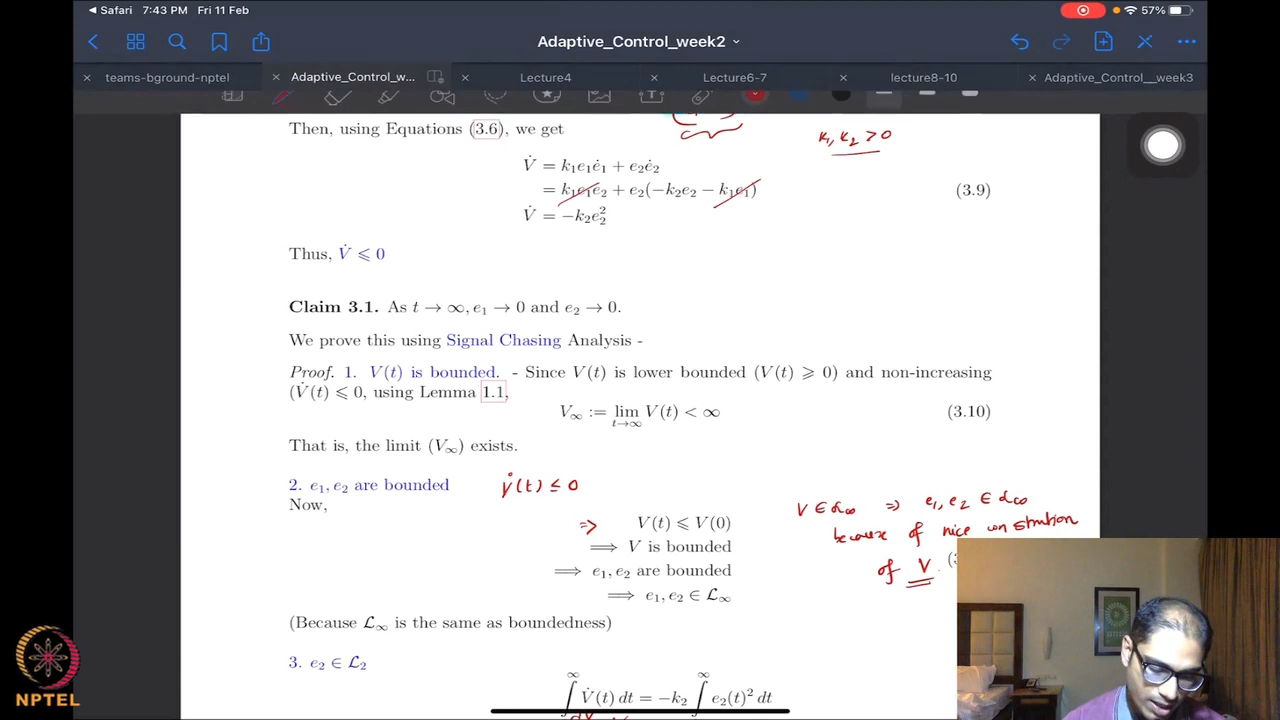 Safari 7:43 PM Fri 11 Feb 57%
Adaptive_Control_week2
teams-bground-nptel Adaptive_Control_w... Lecture4 Lecture6-7 lecture8-10 Adaptive_Control__week3
Then, using Equations (3.6), we get
k₁, k₂ > 0
V̇ = k₁e₁ė₁ + e₂ė₂
= k₁e₁e₂ + e₂(−k₂e₂ − k₁e₁) (3.9)
V̇ = −k₂e₂²
Thus, V̇ ⩽ 0
Claim 3.1. As t → ∞, e₁ → 0 and e₂ → 0.
We prove this using Signal Chasing Analysis -
Proof. 1. V(t) is bounded. - Since V(t) is lower bounded (V(t) ⩾ 0) and non-increasing
(V̇(t) ⩽ 0, using Lemma 1.1,
V∞ := lim t→∞ V(t) < ∞ (3.10)
That is, the limit (V∞) exists.
2. e₁, e₂ are bounded V̇(t) ≤ 0
Now,
V ∈ L∞ ⇒ e₁, e₂ ∈ L∞
⇒ V(t) ⩽ V(0)
because of nice construction
⟹ V is bounded
of V
⟹ e₁, e₂ are bounded
⟹ e₁, e₂ ∈ ℒ∞
(Because ℒ∞ is the same as boundedness)
3. e₂ ∈ ℒ₂
∫ ∞ V̇(t) dt = −k₂ ∫ ∞ e₂(t)² dt
NPTEL